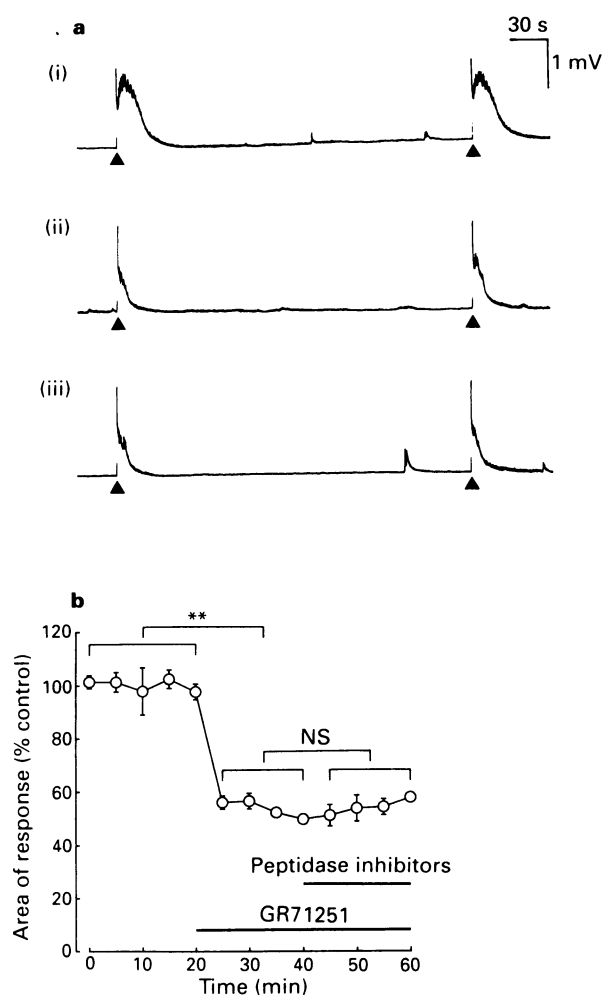 a
30 s
1 mV
(i)
(ii)
(iii)
b
**
120
100
80
60
40
20
0
Area of response (% control)
NS
Peptidase inhibitors
GR71251
0 10 20 30 40 50 60
Time (min)